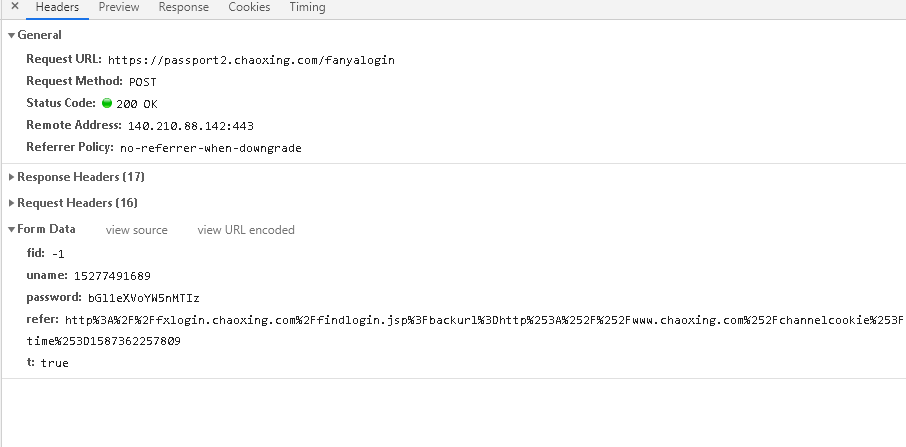 × Headers Preview Response Cookies Timing
▼General
Request URL: https://passport2.chaoxing.com/fanyalogin
Request Method: POST
Status Code: 200 OK
Remote Address: 140.210.88.142:443
Referrer Policy: no-referrer-when-downgrade
▶Response Headers (17)
▶Request Headers (16)
▼Form Data view source view URL encoded
fid: -1
uname: 15277491689
password: bGl1eXVoYW5nMTIz
refer: http%3A%2F%2Ffxlogin.chaoxing.com%2Ffindlogin.jsp%3Fbackurl%3Dhttp%253A%252F%252Fwww.chaoxing.com%252Fchannelcookie%253F
time%253D1587362257809
t: true